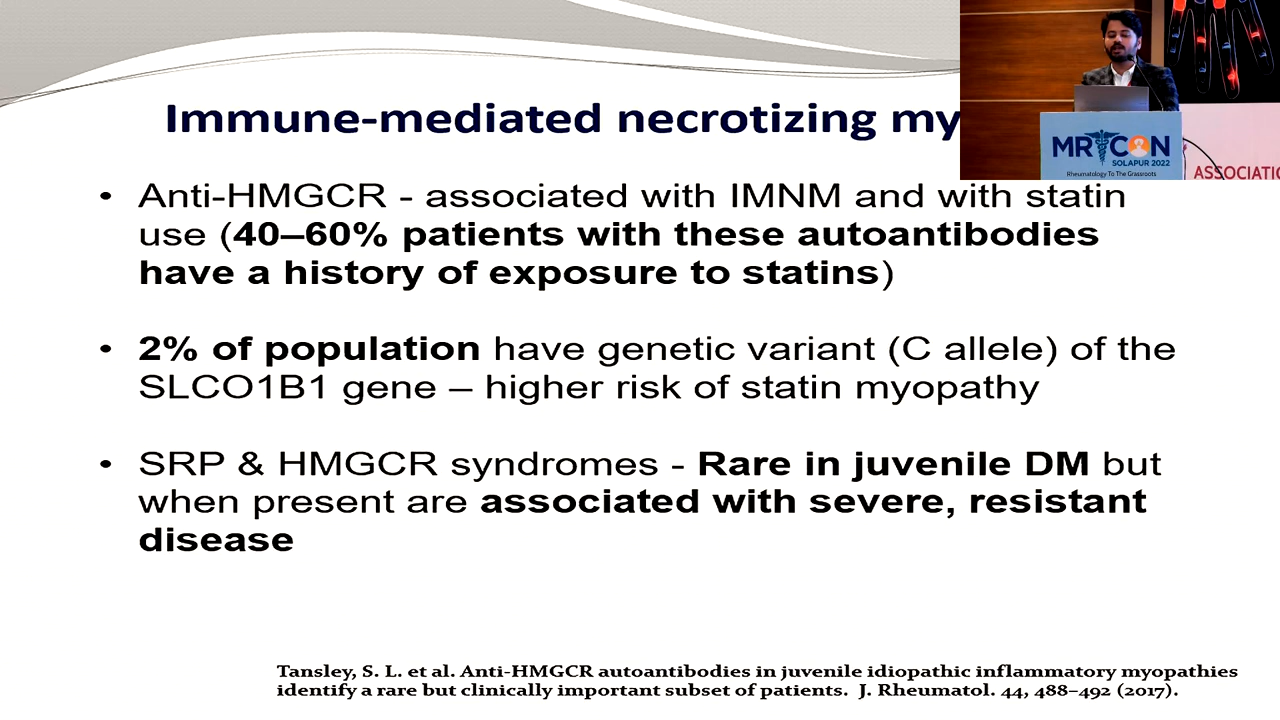 Immune-mediated necrotizing my
• Anti-HMGCR - associated with IMNM and with statin
use (40–60% patients with these autoantibodies
have a history of exposure to statins)
• 2% of population have genetic variant (C allele) of the
SLCO1B1 gene – higher risk of statin myopathy
• SRP & HMGCR syndromes - Rare in juvenile DM but
when present are associated with severe, resistant
disease
Tansley, S. L. et al. Anti-HMGCR autoantibodies in juvenile idiopathic inflammatory myopathies
identify a rare but clinically important subset of patients. J. Rheumatol. 44, 488–492 (2017).
MR CON
SOLAPUR 2022
Rheumatology To The Grassroots
ASSOCIATIO